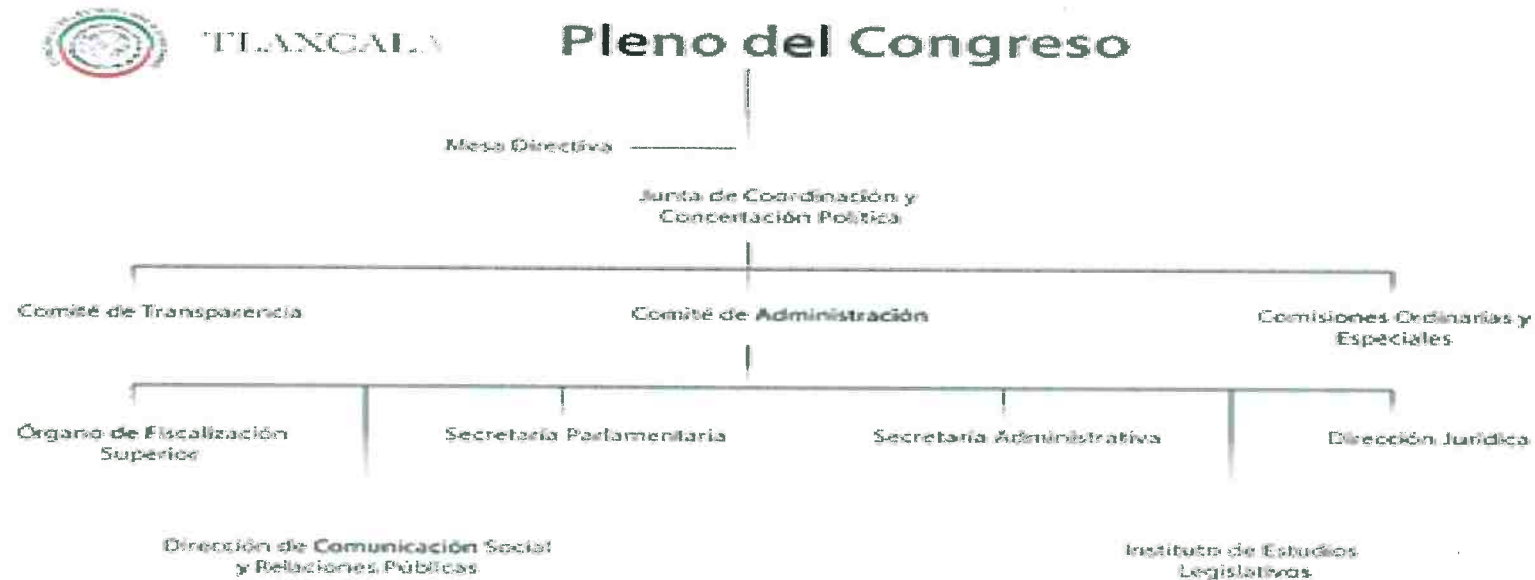 TLAXCALA
Pleno del Congreso
Mesa Directiva
Junta de Coordinación y
Concertación Política
Comité de Transparencia
Comité de Administración
Comisiones Ordinarias y
Especiales
Órgano de Fiscalización
Superior
Secretaría Parlamentaria
Secretaría Administrativa
Dirección Jurídica
Dirección de Comunicación Social
y Relaciones Públicas
Instituto de Estudios
Legislativos